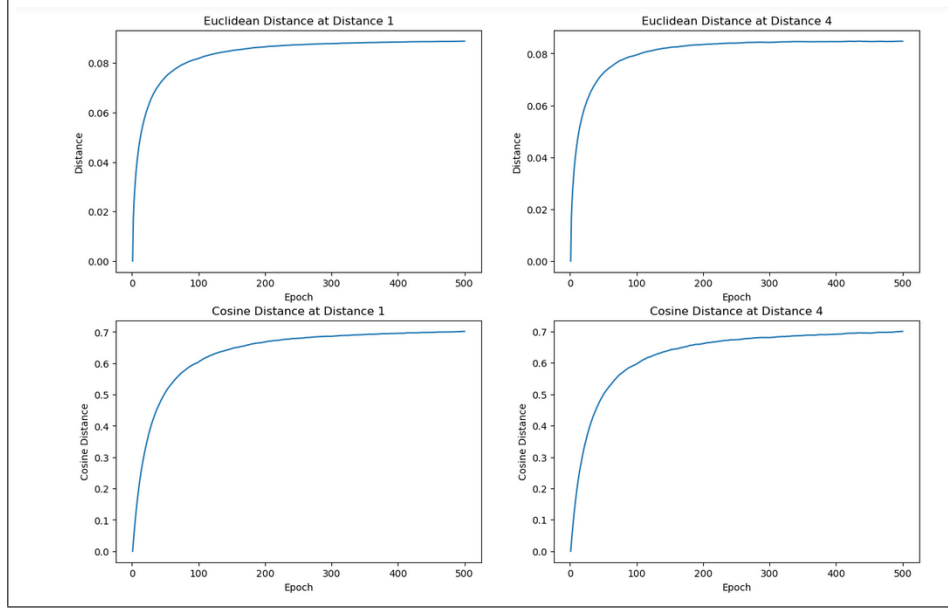 Euclidean Distance at Distance 1
0.08
0.06
0.04
0.02
0.00
Distance
0 100 200 300 400 500
Epoch
Euclidean Distance at Distance 4
0.08
0.06
0.04
0.02
0.00
Distance
0 100 200 300 400 500
Epoch
Cosine Distance at Distance 1
0.7
0.6
0.5
0.4
0.3
0.2
0.1
0.0
Cosine Distance
0 100 200 300 400 500
Epoch
Cosine Distance at Distance 4
0.7
0.6
0.5
0.4
0.3
0.2
0.1
0.0
Cosine Distance
0 100 200 300 400 500
Epoch